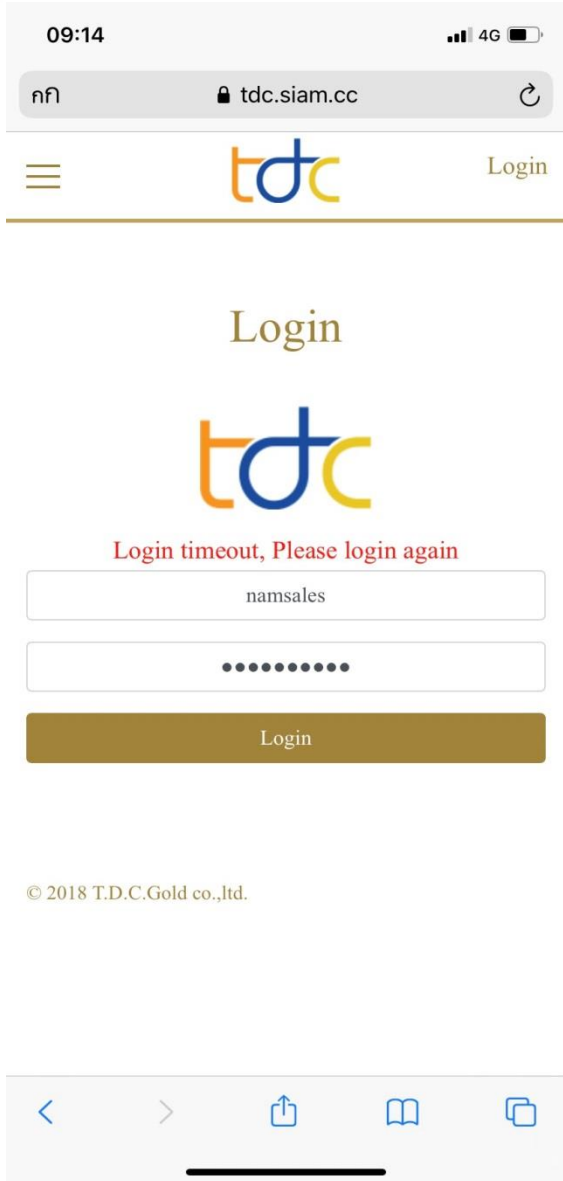 09:14
4G
กกิ tdc.siam.cc
tdc
Login
Login
tdc
Login timeout, Please login again
namsales
••••••••••
Login
© 2018 T.D.C.Gold co.,ltd.